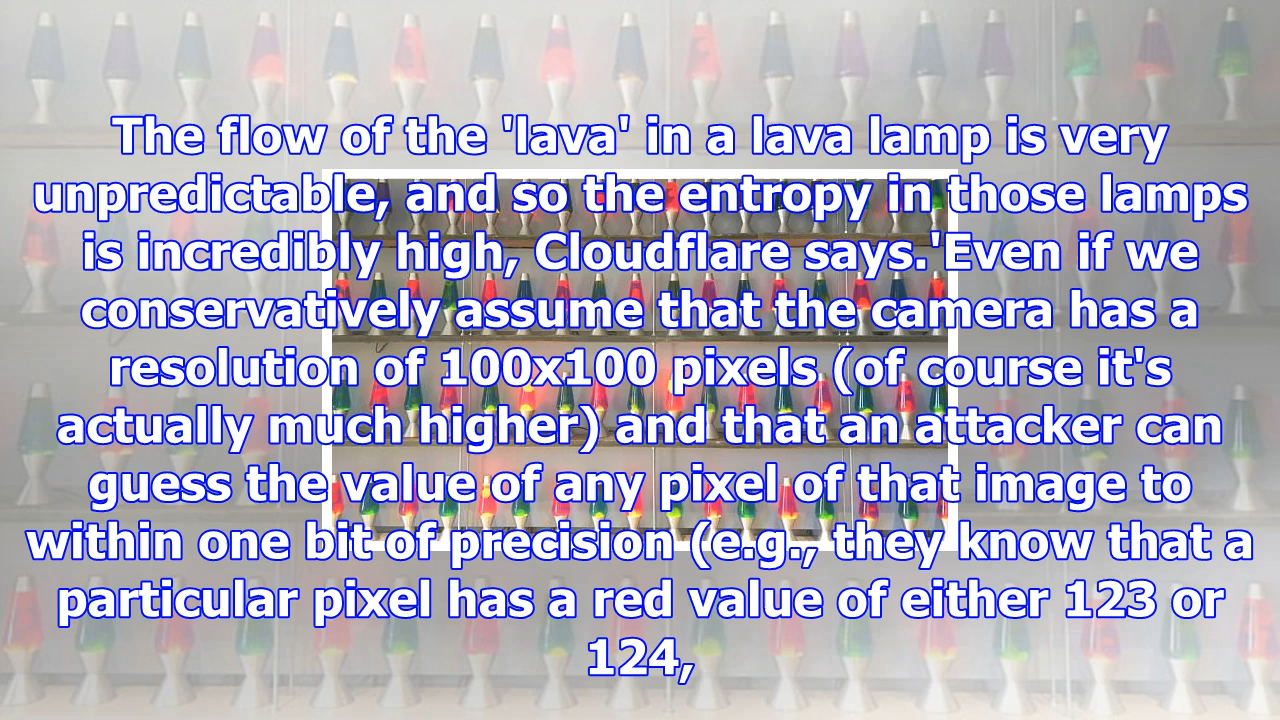 The flow of the 'lava' in a lava lamp is very
unpredictable, and so the entropy in those lamps
is incredibly high, Cloudflare says.'Even if we
conservatively assume that the camera has a
resolution of 100x100 pixels (of course it's
actually much higher) and that an attacker can
guess the value of any pixel of that image to
within one bit of precision (e.g., they know that a
particular pixel has a red value of either 123 or
124,